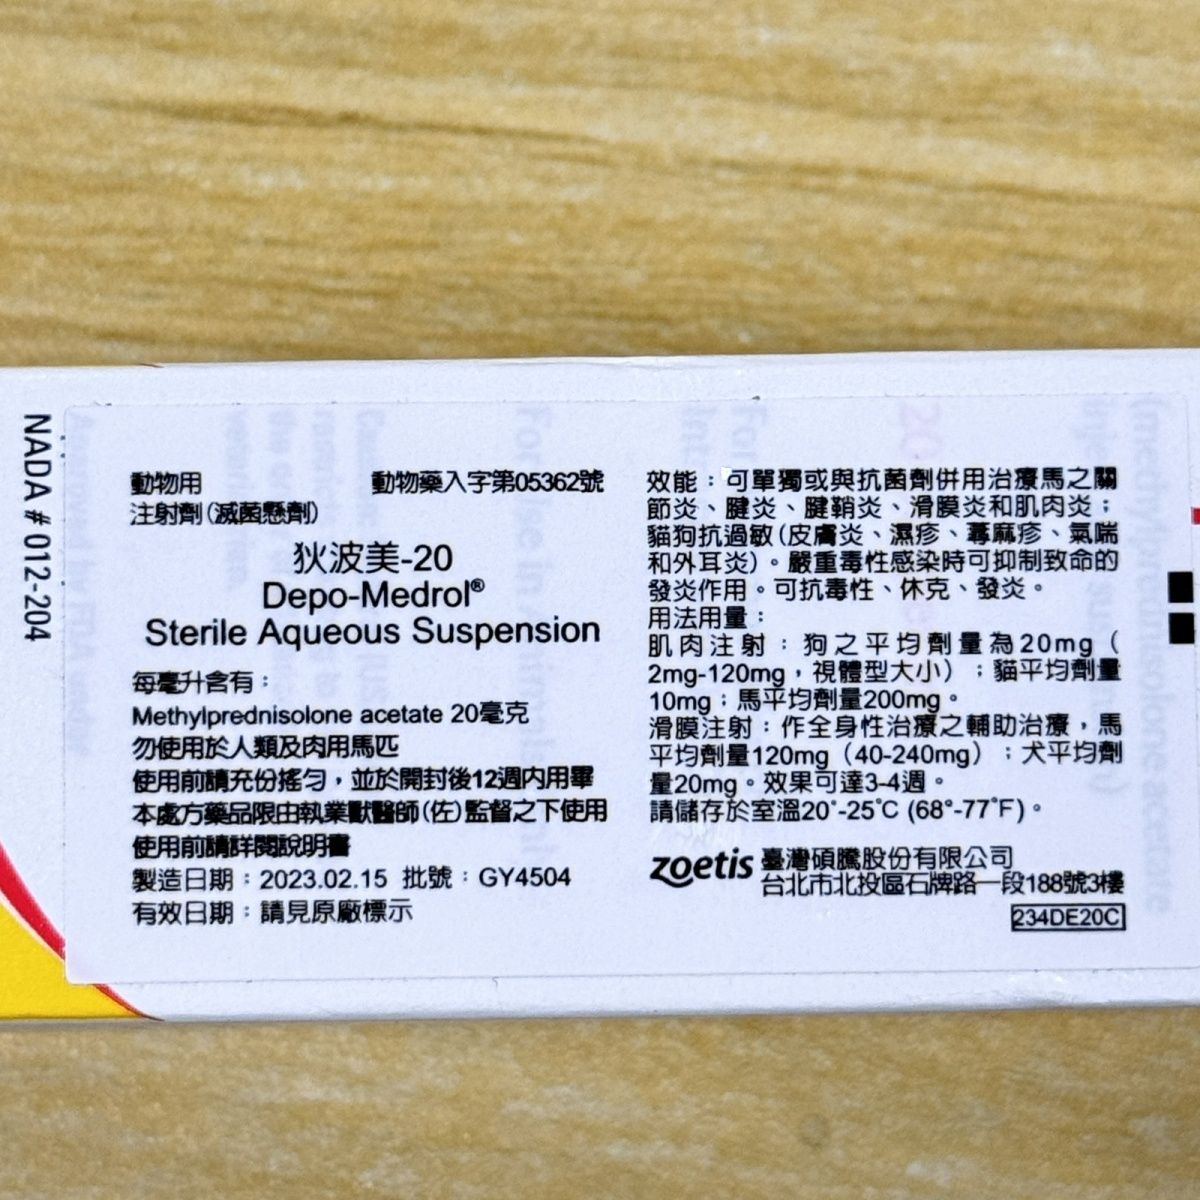 NADA # 012-204
動物用 動物藥入字第05362號
注射劑(滅菌懸劑)
狄波美-20
Depo-Medrol®
Sterile Aqueous Suspension
每毫升含有：
Methylprednisolone acetate 20毫克
勿使用於人類及肉用馬匹
使用前請充份搖勻，並於開封後12週內用畢
本處方藥品限由執業獸醫師(佐)監督之下使用
使用前請詳閱說明書
製造日期：2023.02.15 批號：GY4504
有效日期：請見原廠標示
效能：可單獨或與抗菌劑併用治療馬之關
節炎、腱炎、腱鞘炎、滑膜炎和肌肉炎；
貓狗抗過敏(皮膚炎、濕疹、蕁麻疹、氣喘
和外耳炎)。嚴重毒性感染時可抑制致命的
發炎作用。可抗毒性、休克、發炎。
用法用量：
肌肉注射：狗之平均劑量為20mg（
2mg-120mg，視體型大小）；貓平均劑量
10mg；馬平均劑量200mg。
滑膜注射：作全身性治療之輔助治療，馬
平均劑量120mg（40-240mg）；犬平均劑
量20mg。效果可達3-4週。
請儲存於室溫20°-25℃ (68°-77°F)。
zoetis 臺灣碩騰股份有限公司
台北市北投區石牌路一段188號3樓
234DE20C
(methylprednisolone acetate